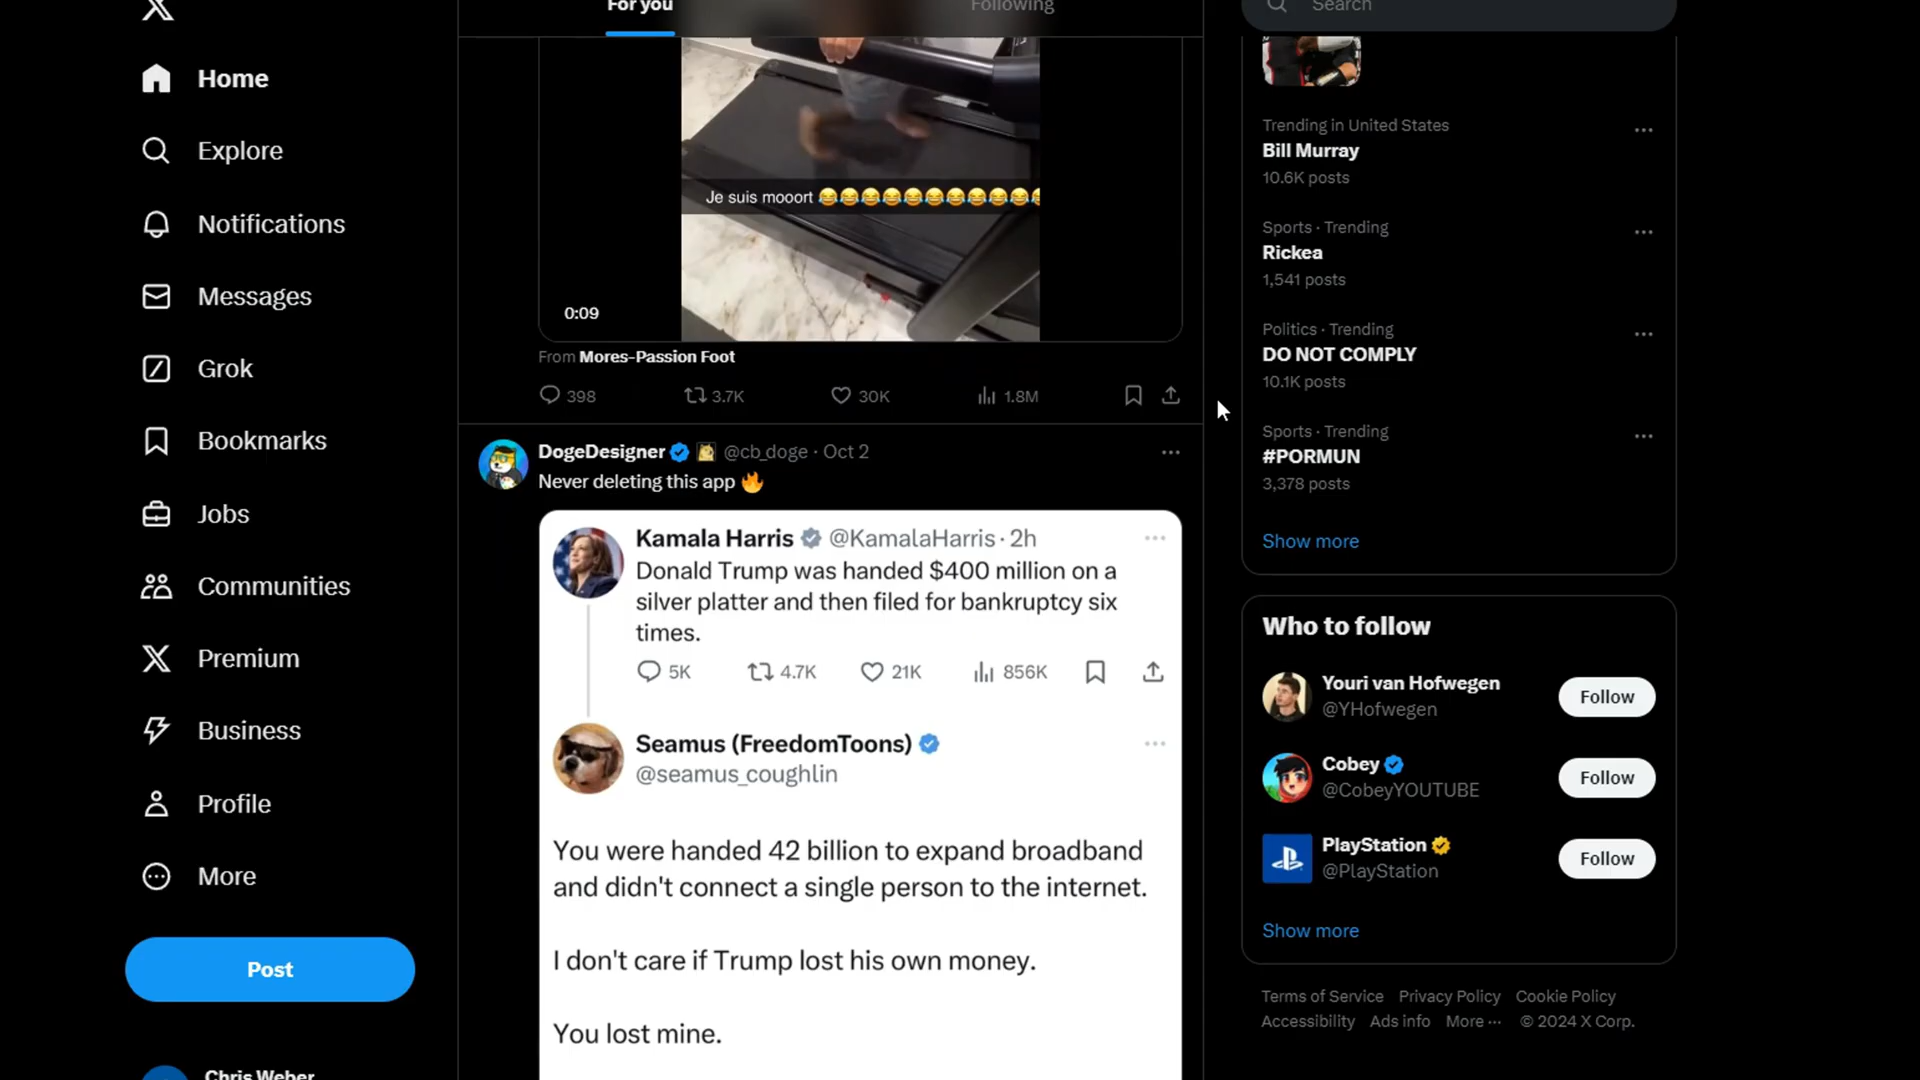 X
Home
Explore
Notifications
Messages
Grok
Bookmarks
Jobs
Communities
Premium
Business
Profile
More
Post
Chris Weber
For you
Following
Je suis mooort 😂😂😂😂😂😂😂😂😂😂😂
0:09
From Mores-Passion Foot
398
3.7K
30K
1.8M
DogeDesigner @cb_doge · Oct 2
Never deleting this app 🔥
Kamala Harris @KamalaHarris · 2h
Donald Trump was handed $400 million on a
silver platter and then filed for bankruptcy six
times.
5K
4.7K
21K
856K
Seamus (FreedomToons)
@seamus_coughlin
You were handed 42 billion to expand broadband
and didn't connect a single person to the internet.
I don't care if Trump lost his own money.
You lost mine.
Search
Trending in United States
Bill Murray
10.6K posts
Sports · Trending
Rickea
1,541 posts
Politics · Trending
DO NOT COMPLY
10.1K posts
Sports · Trending
#PORMUN
3,378 posts
Show more
Who to follow
Youri van Hofwegen
@YHofwegen
Follow
Cobey
@CobeyYOUTUBE
Follow
PlayStation
@PlayStation
Follow
Show more
Terms of Service Privacy Policy Cookie Policy
Accessibility Ads info More ··· © 2024 X Corp.